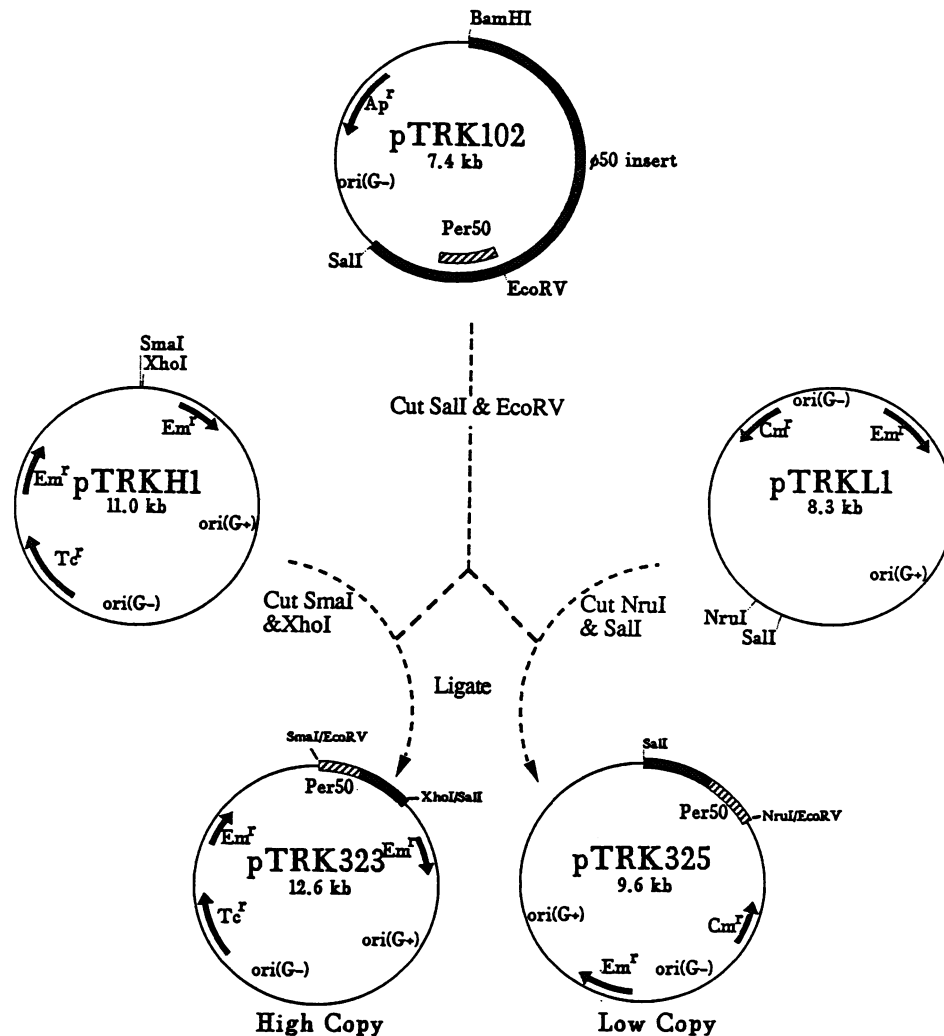 BamHI
Ap^r
pTRK102
7.4 kb
ori(G-)
ϕ50 insert
Per50
SalI
EcoRV
SmaI
XhoI
Em^r
Em^r
pTRKH1
11.0 kb
ori(G+)
Tc^r
ori(G-)
Cut SalI & EcoRV
ori(G-)
Cm^r
Em^r
pTRKL1
8.3 kb
ori(G+)
NruI
SalI
Cut SmaI
&XhoI
Cut NruI
& SalI
Ligate
SmaI/EcoRV
Per50
XhoI/SalI
Em^r
Em^r
pTRK323
12.6 kb
Tc^r
ori(G+)
ori(G-)
High Copy
SalI
Per50
NruI/EcoRV
pTRK325
9.6 kb
ori(G+)
Cm^r
ori(G-)
Em^r
Low Copy